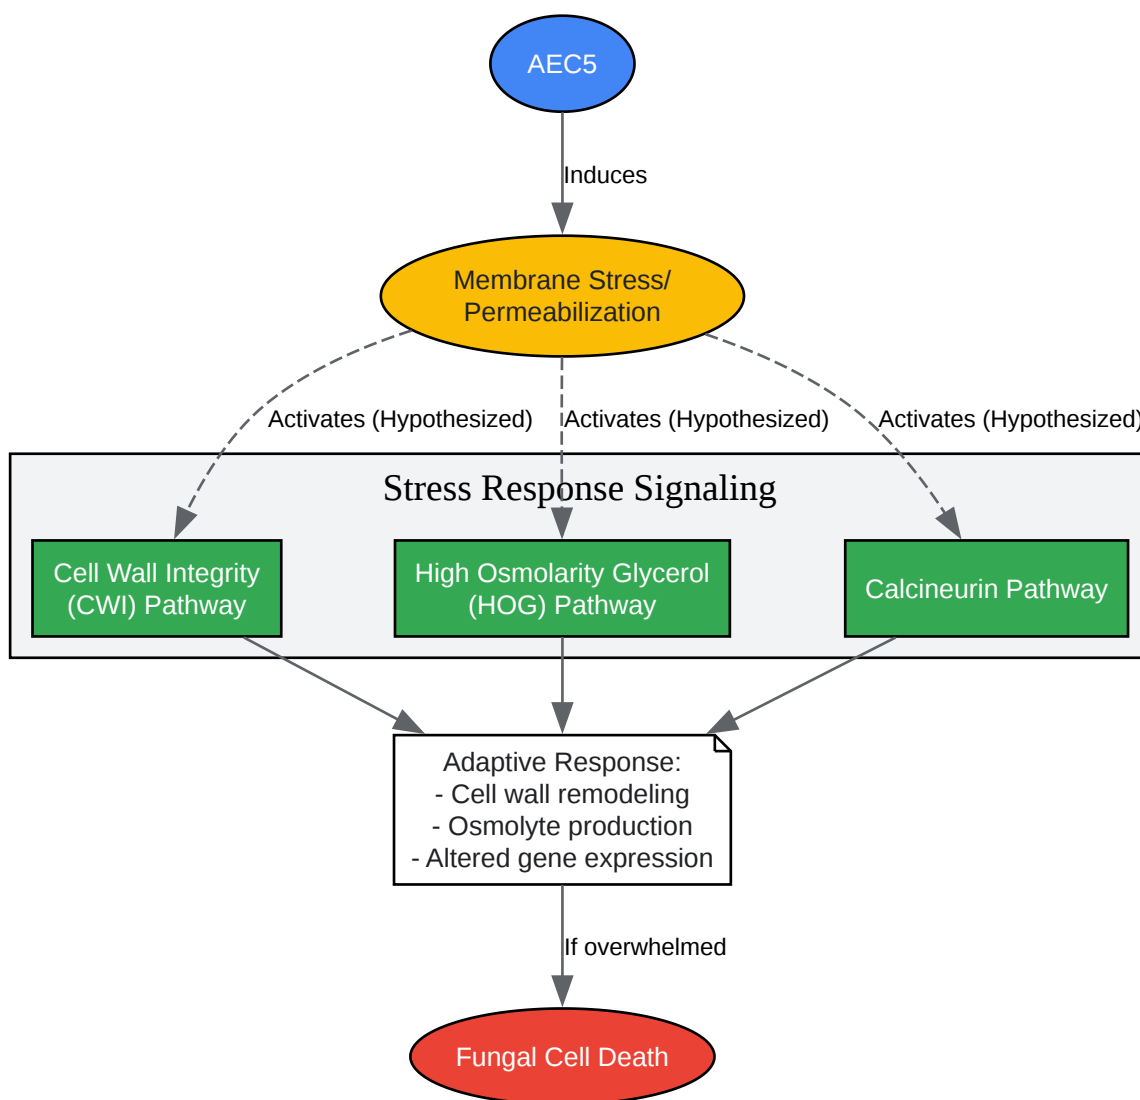 AEC5
Induces
Membrane Stress/
Permeabilization
Activates (Hypothesized)
Activates (Hypothesized)
Activates (Hypothesized)
Stress Response Signaling
Cell Wall Integrity
(CWI) Pathway
High Osmolarity Glycerol
(HOG) Pathway
Calcineurin Pathway
Adaptive Response:
- Cell wall remodeling
- Osmolyte production
- Altered gene expression
If overwhelmed
Fungal Cell Death